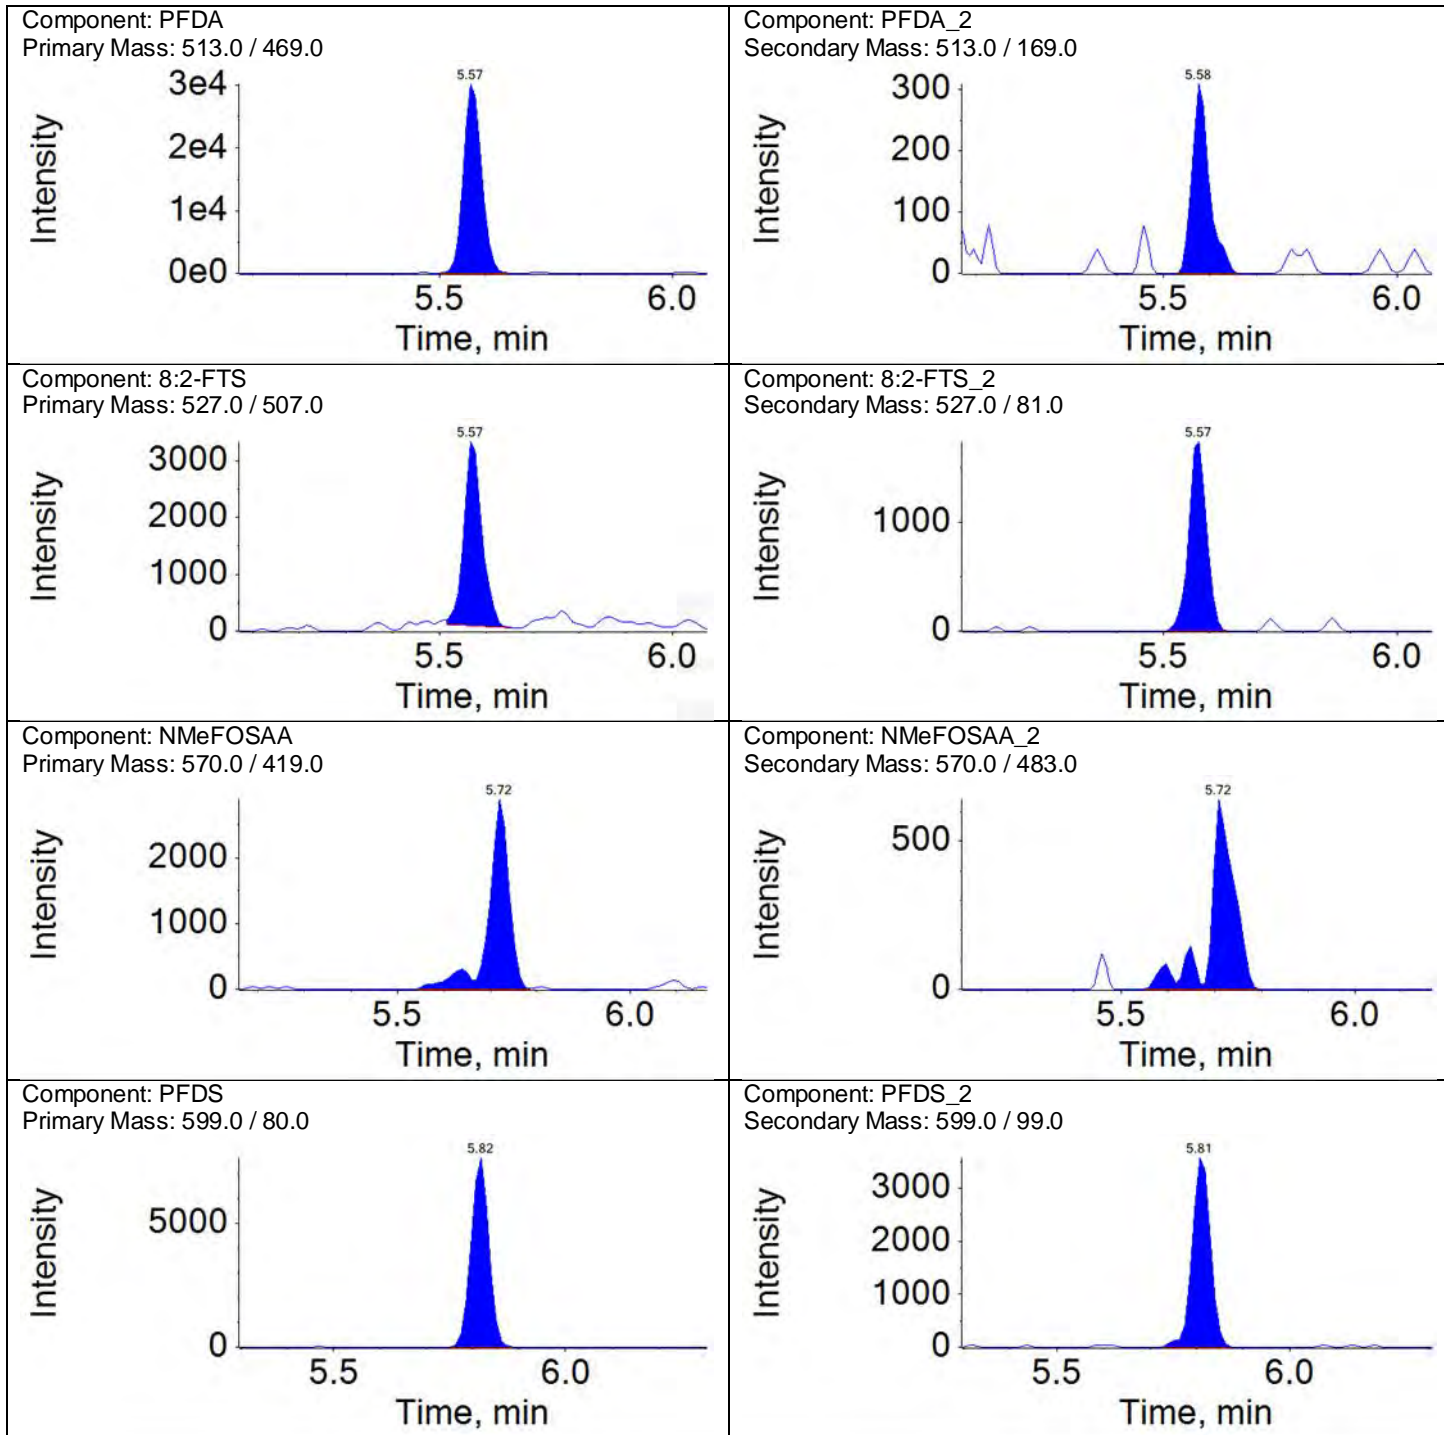 Component: PFDA
Primary Mass: 513.0 / 469.0
5.57
3e4
2e4
1e4
0e0
Intensity
5.5 6.0
Time, min
Component: PFDA_2
Secondary Mass: 513.0 / 169.0
5.58
300
200
100
0
Intensity
5.5 6.0
Time, min
Component: 8:2-FTS
Primary Mass: 527.0 / 507.0
5.57
3000
2000
1000
0
Intensity
5.5 6.0
Time, min
Component: 8:2-FTS_2
Secondary Mass: 527.0 / 81.0
5.57
1000
0
Intensity
5.5 6.0
Time, min
Component: NMeFOSAA
Primary Mass: 570.0 / 419.0
5.72
2000
1000
0
Intensity
5.5 6.0
Time, min
Component: NMeFOSAA_2
Secondary Mass: 570.0 / 483.0
5.72
500
0
Intensity
5.5 6.0
Time, min
Component: PFDS
Primary Mass: 599.0 / 80.0
5.82
5000
0
Intensity
5.5 6.0
Time, min
Component: PFDS_2
Secondary Mass: 599.0 / 99.0
5.81
3000
2000
1000
0
Intensity
5.5 6.0
Time, min